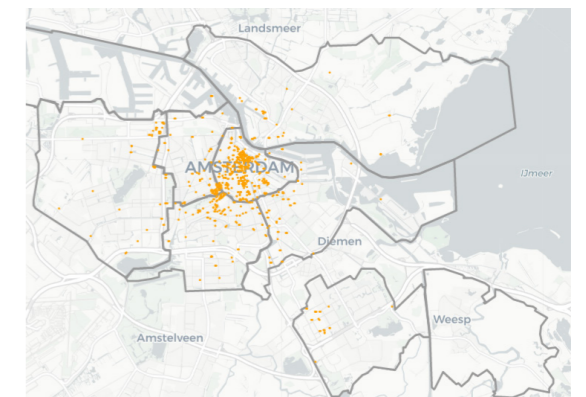 Landsmeer
AMSTERDAM
IJmeer
Diemen
Weesp
Amstelveen